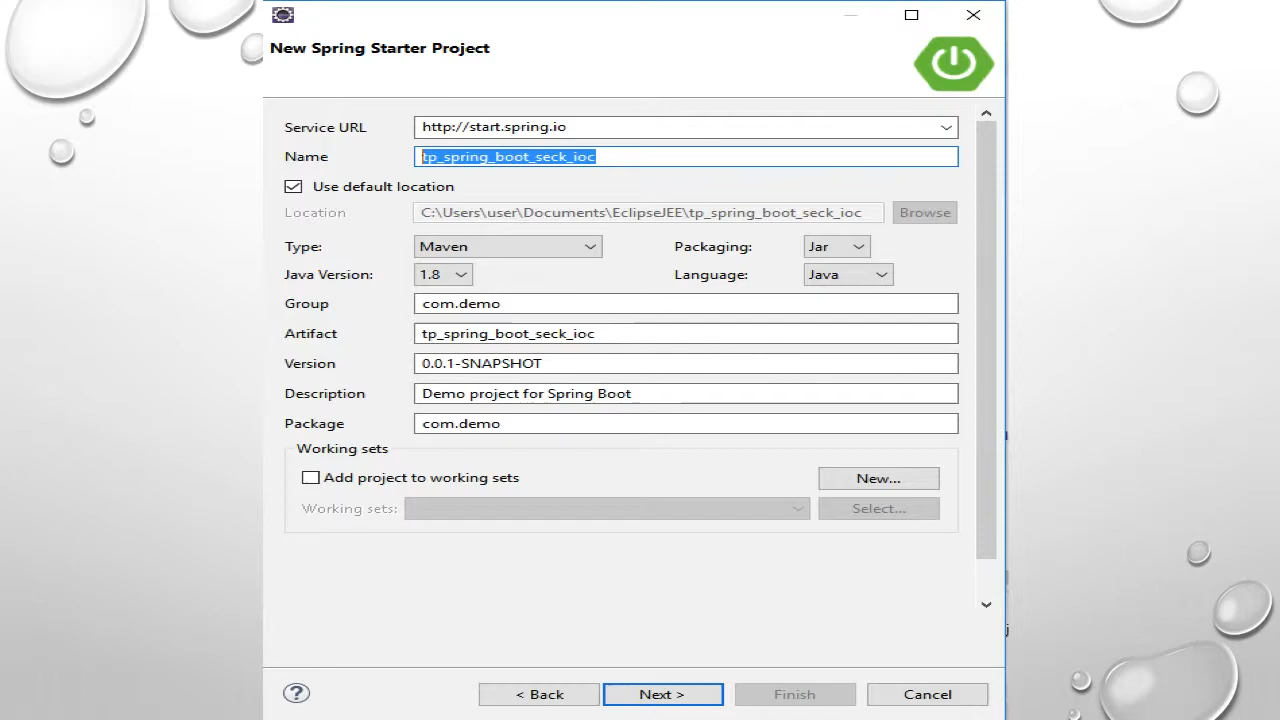 New Spring Starter Project
Service URL http://start.spring.io
Name tp_spring_boot_seck_ioc
Use default location
Location C:\Users\user\Documents\EclipseJEE\tp_spring_boot_seck_ioc Browse
Type: Maven Packaging: Jar
Java Version: 1.8 Language: Java
Group com.demo
Artifact tp_spring_boot_seck_ioc
Version 0.0.1-SNAPSHOT
Description Demo project for Spring Boot
Package com.demo
Working sets
Add project to working sets New...
Working sets: Select...
? < Back Next > Finish Cancel